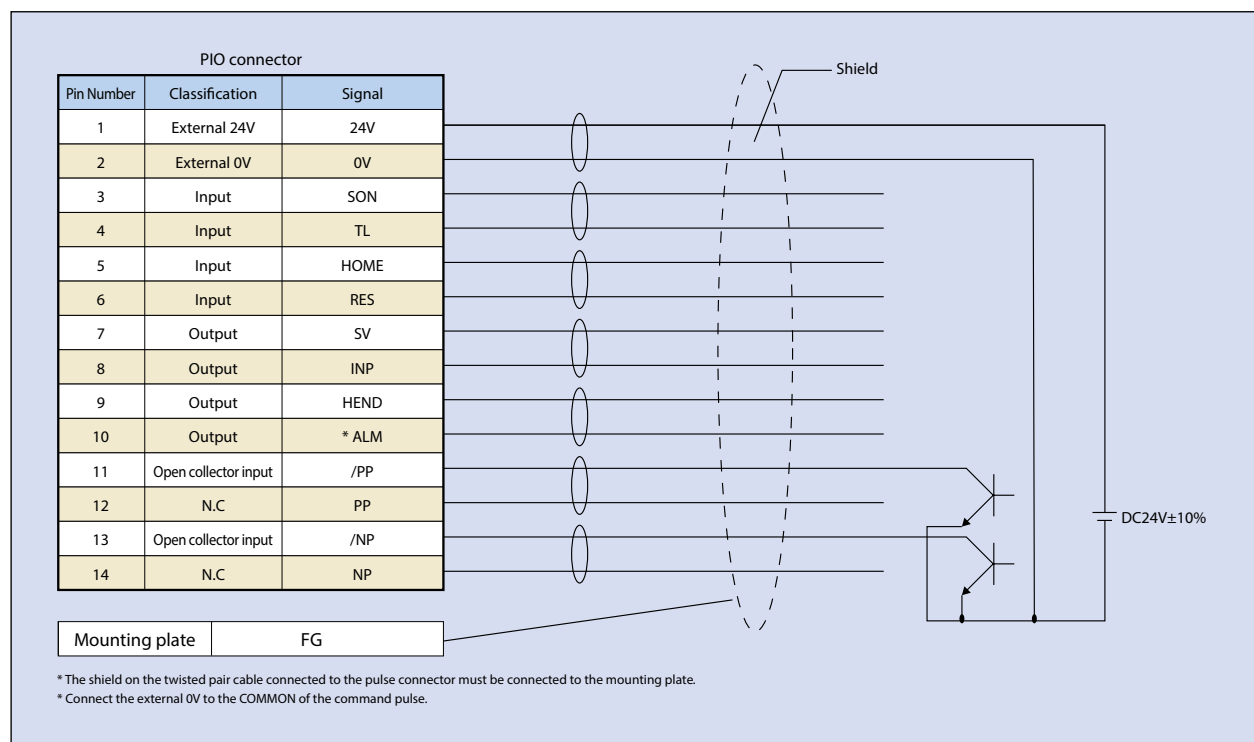 PIO connector
Shield
Pin Number Classification Signal
1 External 24V 24V
2 External 0V 0V
3 Input SON
4 Input TL
5 Input HOME
6 Input RES
7 Output SV
8 Output INP
9 Output HEND
10 Output * ALM
11 Open collector input /PP
12 N.C PP
13 Open collector input /NP
14 N.C NP
DC24V±10%
Mounting plate FG
* The shield on the twisted pair cable connected to the pulse connector must be connected to the mounting plate.
* Connect the external 0V to the COMMON of the command pulse.